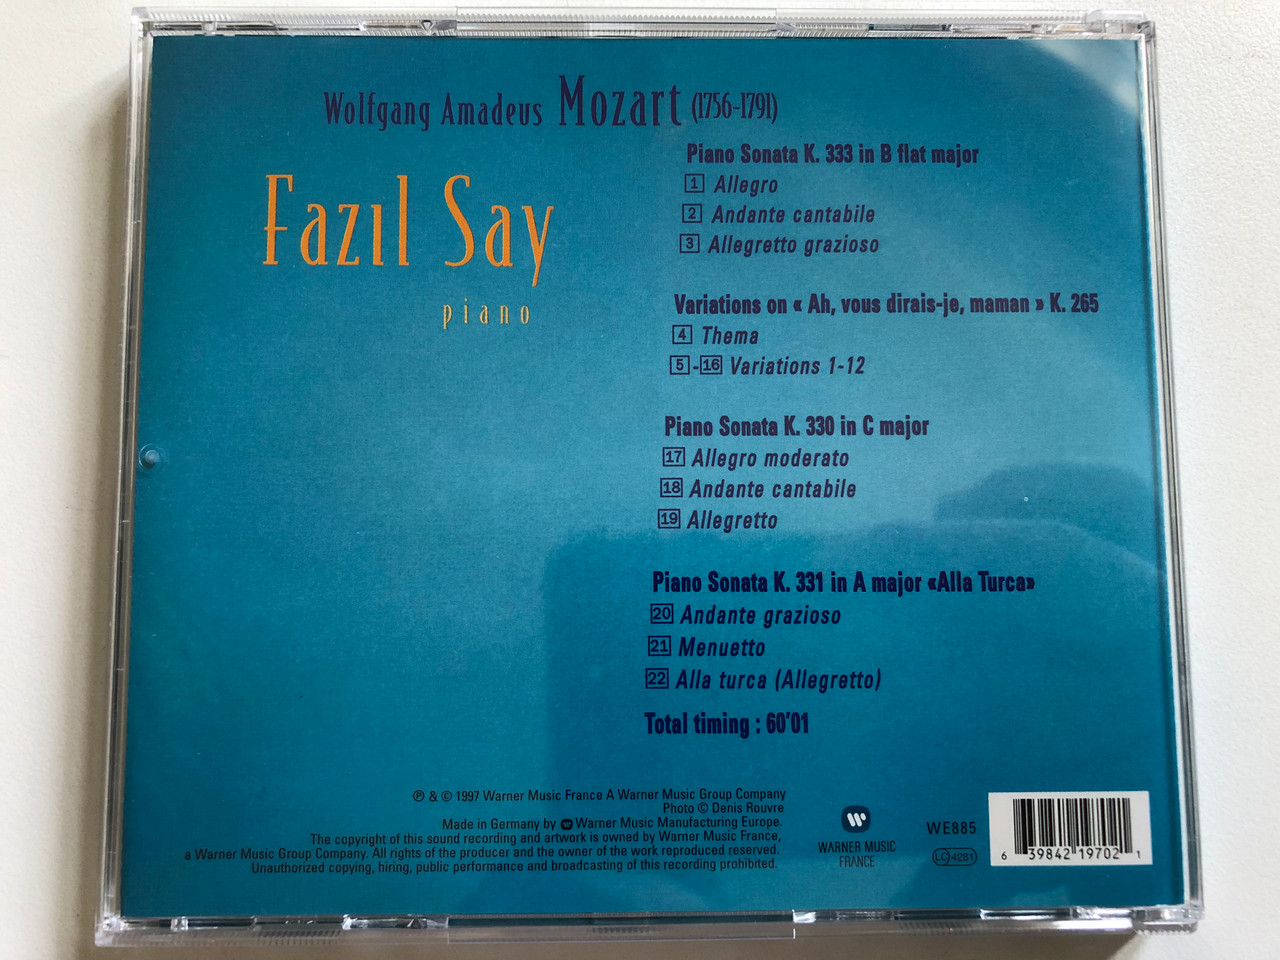 Wolfgang Amadeus Mozart (1756-1791)
Fazıl Say
piano
Piano Sonata K. 333 in B flat major
1 Allegro
2 Andante cantabile
3 Allegretto grazioso
Variations on « Ah, vous dirais-je, maman » K. 265
4 Thema
5-16 Variations 1-12
Piano Sonata K. 330 in C major
17 Allegro moderato
18 Andante cantabile
19 Allegretto
Piano Sonata K. 331 in A major «Alla Turca»
20 Andante grazioso
21 Menuetto
22 Alla turca (Allegretto)
Total timing : 60'01
℗ & © 1997 Warner Music France A Warner Music Group Company
Photo © Denis Rouvre
Made in Germany by Warner Music Manufacturing Europe.
The copyright of this sound recording and artwork is owned by Warner Music France,
a Warner Music Group Company. All rights of the producer and the owner of the work reproduced reserved.
Unauthorized copying, hiring, public performance and broadcasting of this recording prohibited.
WARNER MUSIC
FRANCE
WE885
LC 4281
6 39842 19702 1